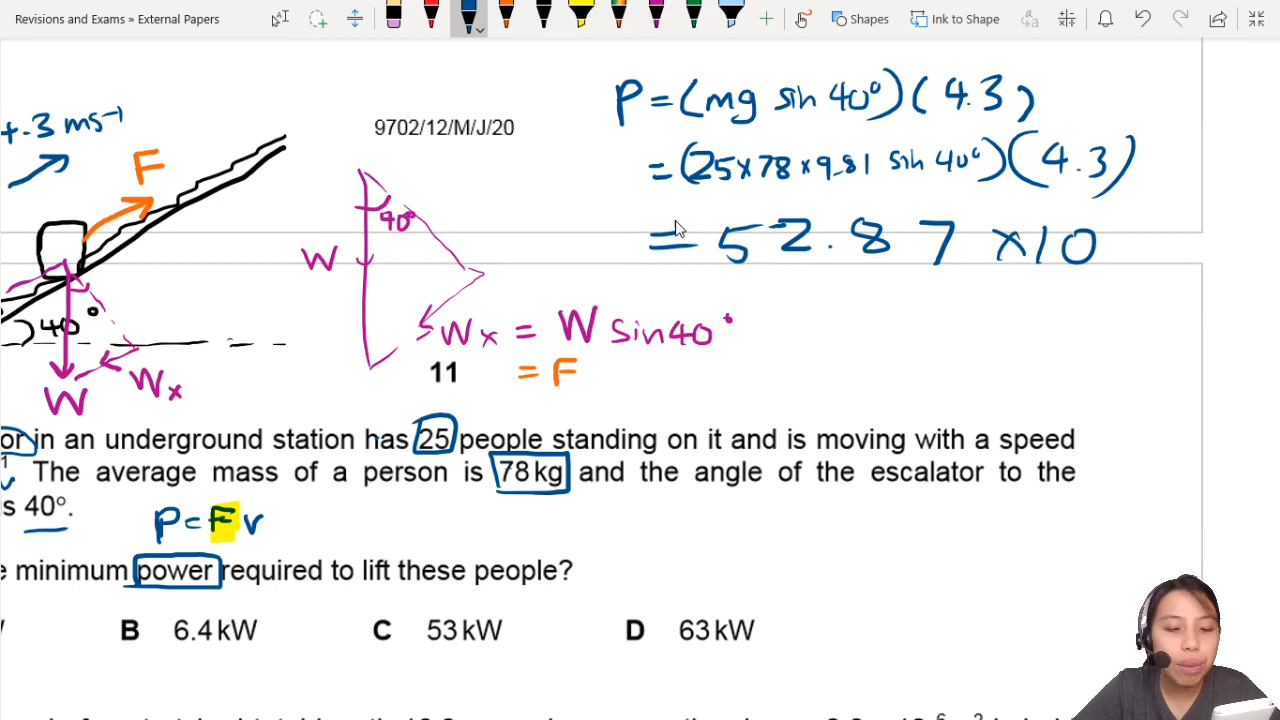 Revisions and Exams » External Papers
Shapes
Ink to Shape
P = (mg sin 40°)(4.3)
.3 ms⁻¹
9702/12/M/J/20
F
= (25×78×9.81 sin 40°)(4.3)
40°
= 52.87 ×10
W
40°
Wx = W sin40°
W
Wx
11
= F
or in an underground station has 25 people standing on it and is moving with a speed
1 The average mass of a person is 78 kg and the angle of the escalator to the
s 40°.
P = F v
e minimum power required to lift these people?
B 6.4 kW C 53 kW D 63 kW